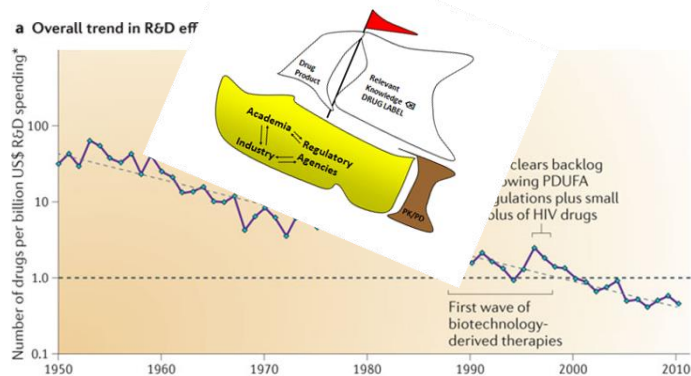 a Overall trend in R&D eff
Number of drugs per billion US$ R&D spending*
100
10
1.0
0.1
1950
1960
1970
1980
1990
2000
2010
Drug
Product
Relevant
Knowledge
DRUG LABEL
Academia
Regulatory
Industry
Agencies
PK/PD
clears backlog
owing PDUFA
gulations plus small
plus of HIV drugs
First wave of
biotechnology-
derived therapies